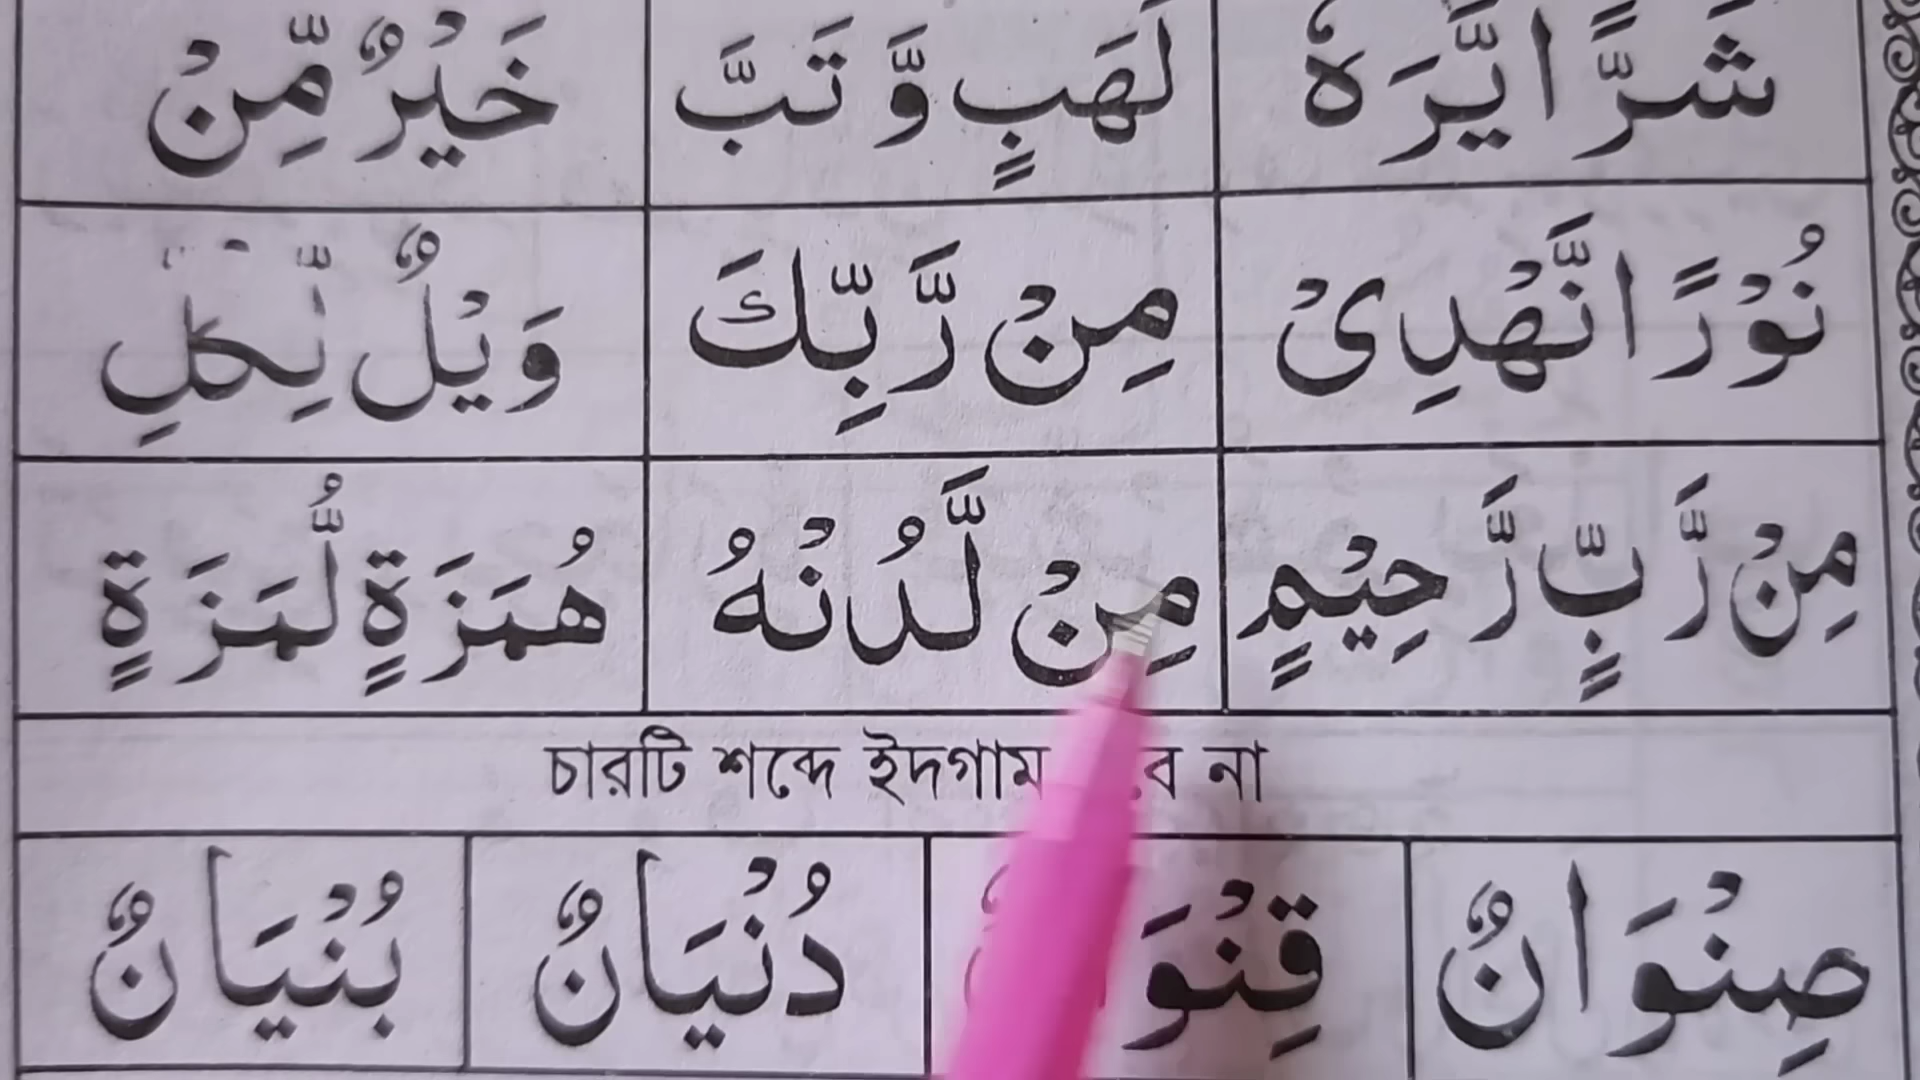 شَرًّا يَّرَهٗ لَهَبٍ وَّتَبَّ خَيْرٌ مِّنْ
نُوْرًا نَّهْدِیْ مِنْ رَّبِّكَ وَيْلٌ لِّكُلِّ
مِنْ رَّبٍّ رَّحِيْمٍ مِنْ لَّدُنْهُ هُمَزَةٍ لُّمَزَةٍ
চারটি শব্দে ইদগাম না
صِنْوَانٌ دُنْيَانٌ بُنْيَانٌ